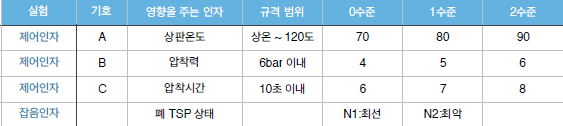 실험 기호 영향을 주는 인자 규격 범위 0수준 1수준 2수준
제어인자 A 상판온도 상온 ~ 120도 70 80 90
제어인자 B 압착력 6bar 이내 4 5 6
제어인자 C 압착시간 10초 이내 6 7 8
잡음인자 폐 TSP 상태 N1:최선 N2:최악